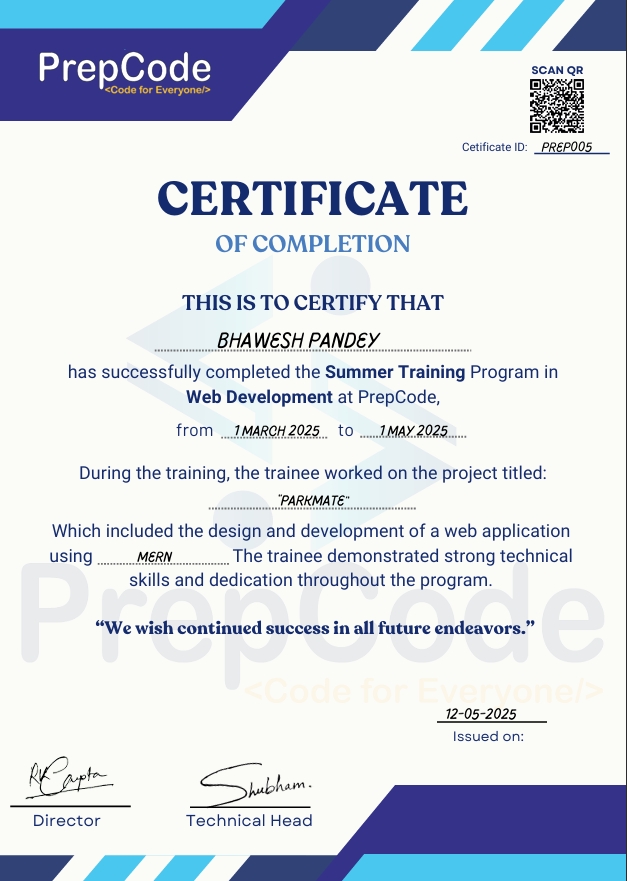 PrepCode
<Code for Everyone/>
SCAN QR
Cetificate ID: PREP005
CERTIFICATE
OF COMPLETION
THIS IS TO CERTIFY THAT
BHAWESH PANDEY
has successfully completed the Summer Training Program in
Web Development at PrepCode,
from 1 MARCH 2025 to 1 MAY 2025
During the training, the trainee worked on the project titled:
"PARKMATE"
Which included the design and development of a web application
using MERN The trainee demonstrated strong technical
skills and dedication throughout the program.
“We wish continued success in all future endeavors.”
PrepCode
<Code for Everyone/>
12-05-2025
Issued on:
RK Gupta
Shubham.
Director
Technical Head